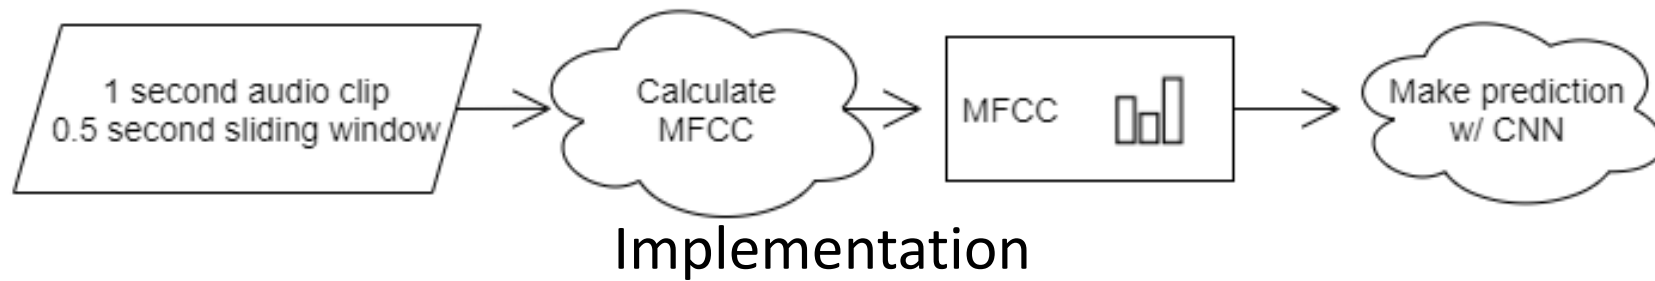 1 second audio clip
0.5 second sliding window
Calculate
MFCC
MFCC
Make prediction
w/ CNN
Implementation